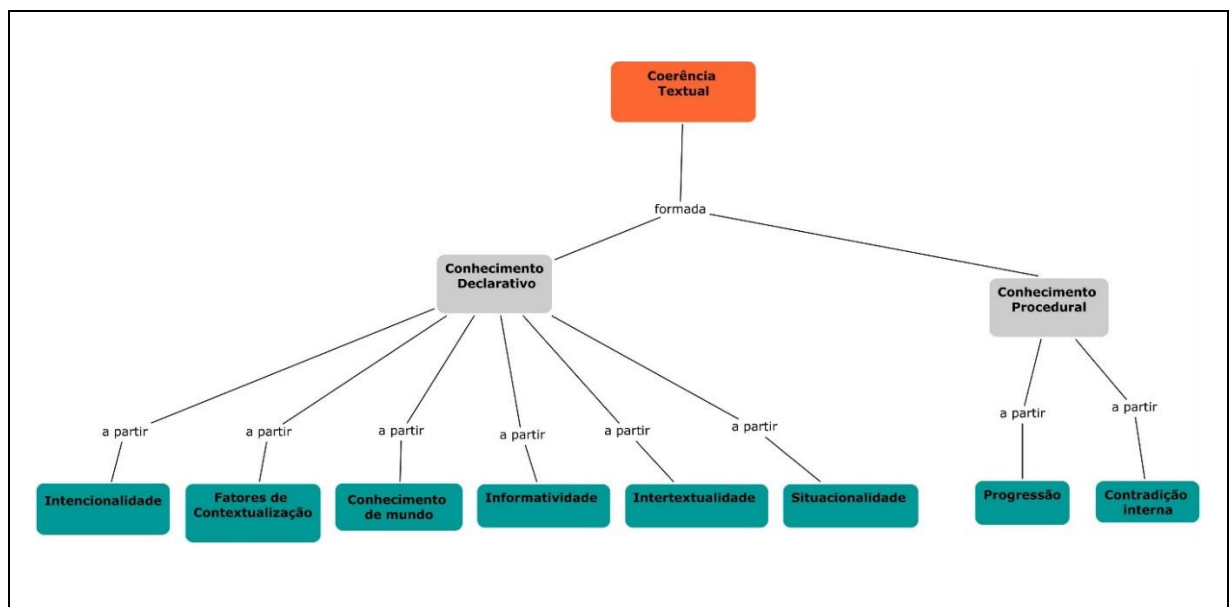 Coerência
Textual
formada
Conhecimento
Declarativo
Conhecimento
Procedural
a partir
a partir
a partir
a partir
a partir
a partir
a partir
a partir
Intencionalidade
Fatores de
Contextualização
Conhecimento
de mundo
Informatividade
Intertextualidade
Situacionalidade
Progressão
Contradição
interna